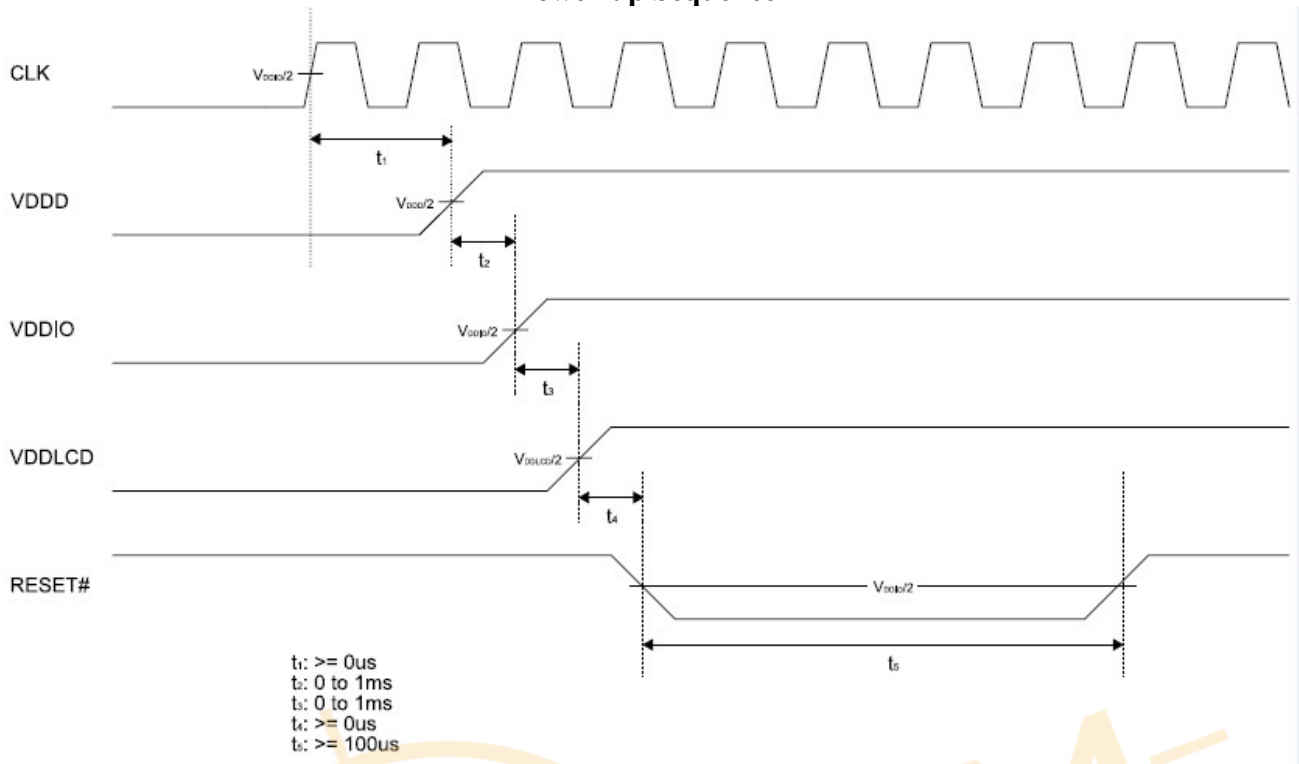 CLK
VDDIO/2
t1
VDDD
VDDD/2
t2
VDDIO
VDDIO/2
t3
VDDLCD
VDDLCD/2
t4
RESET#
VDDIO/2
t5
t1: >= 0us
t2: 0 to 1ms
t3: 0 to 1ms
t4: >= 0us
t5: >= 100us